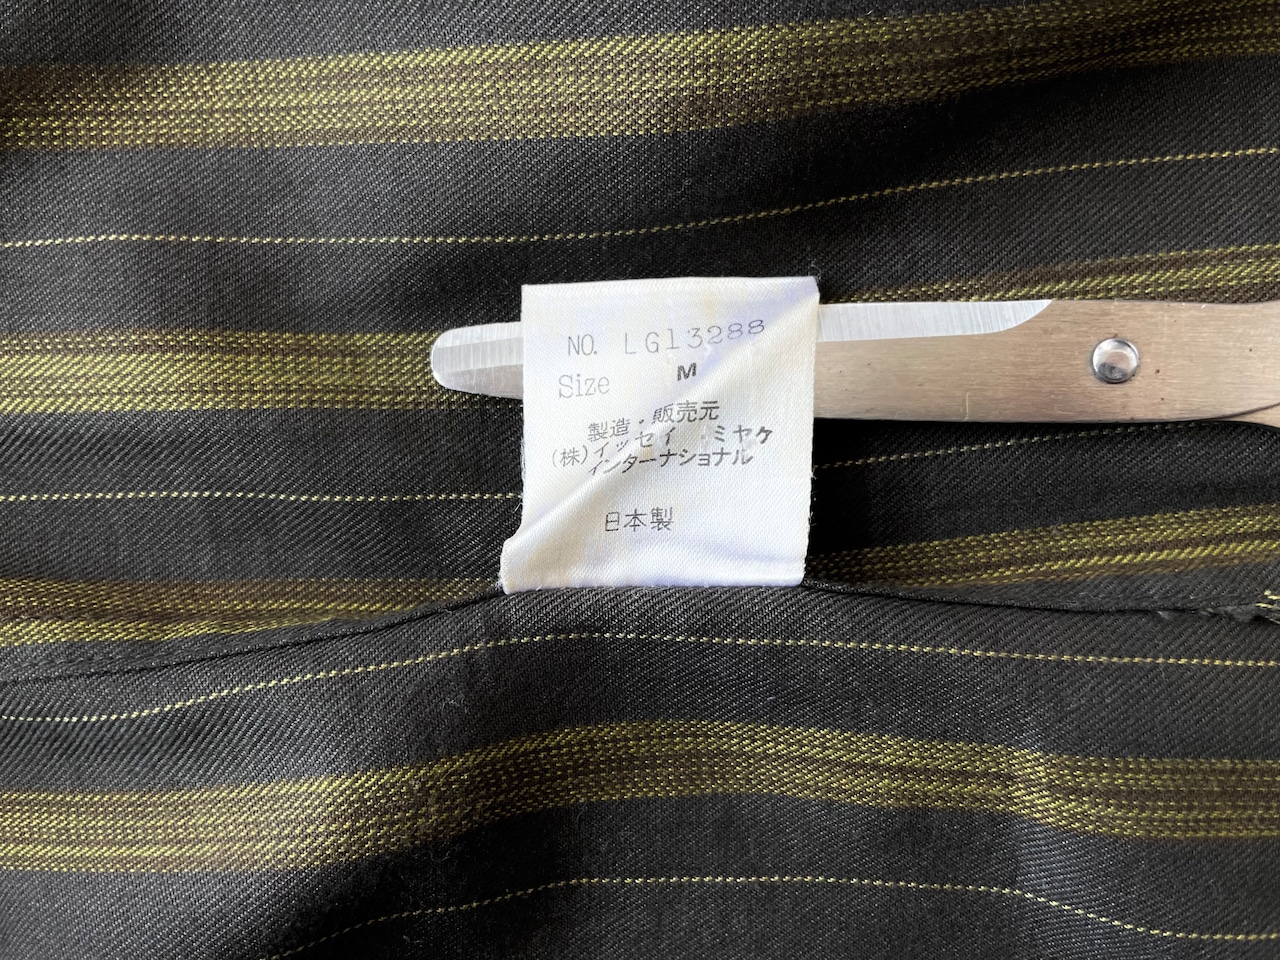 NO. LG13288
Size M
製造・販売元
(株)イッセイ・ミヤケ
インターナショナル
日本製